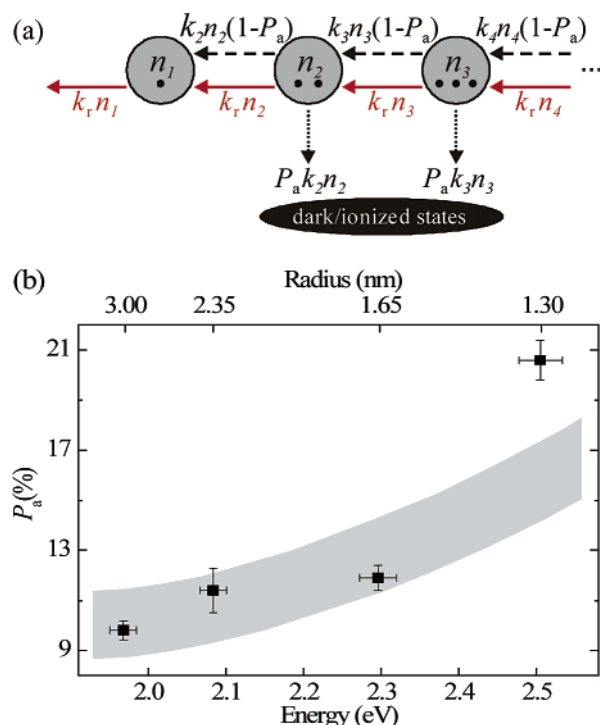 (a)
k₂n₂(1-Pₐ) k₃n₃(1-Pₐ) k₄n₄(1-Pₐ)
n₁ n₂ n₃ ...
kᵣn₁ kᵣn₂ kᵣn₃ kᵣn₄
Pₐk₂n₂ Pₐk₃n₃
dark/ionized states
(b)
Radius (nm)
3.00 2.35 1.65 1.30
21
17
13
9
Pₐ(%)
2.0 2.1 2.2 2.3 2.4 2.5
Energy (eV)